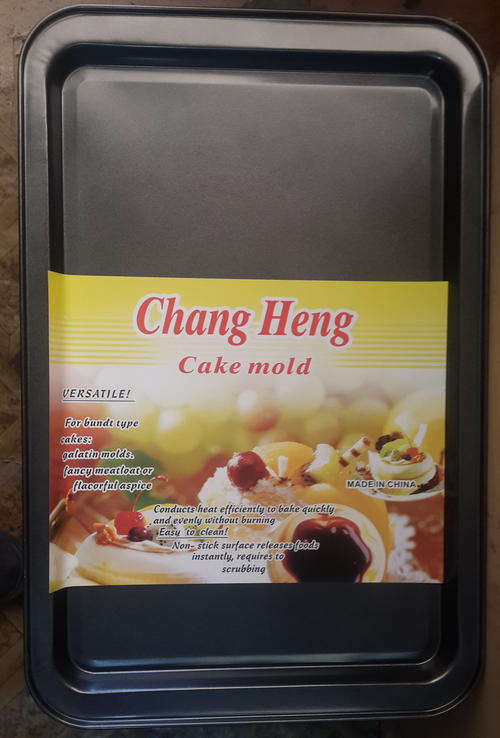 Chang Heng
Cake mold
VERSATILE!
For bundt type
cakes:
galatin molds.
fancy meatloat or
flacorful aspice
MADE IN CHINA
Conducts heat efficiently to bake quickly
and evenly without burning
Easy to clean!
Non- stick surface releases foods
instantly, requires to
scrubbing